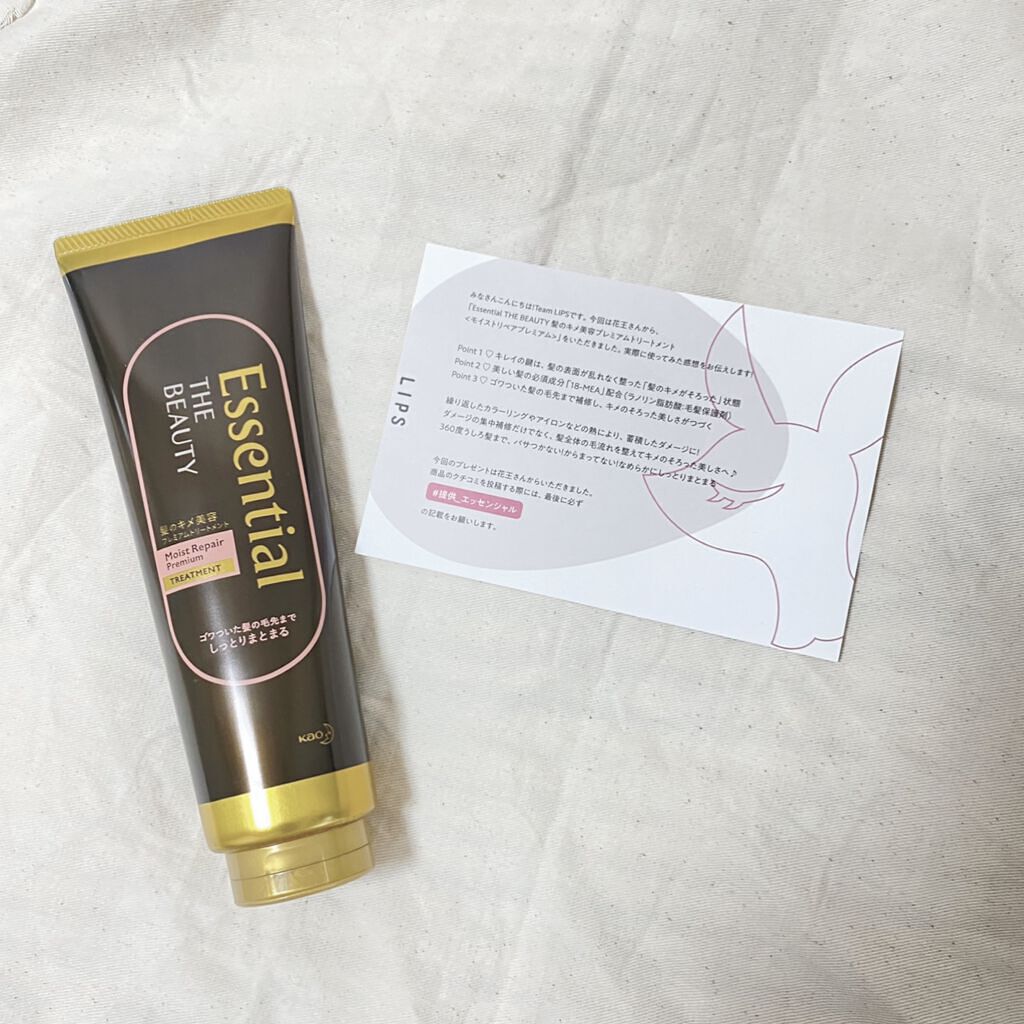 Essential
THE
BEAUTY
髪のキメ美容
プレミアムトリートメント
Moist Repair
Premium
TREATMENT
ゴワついた髪の毛先まで
しっとりまとまる
Kao
LIPS
みなさんこんにちは!Team LIPSです。今回は花王さんから、
「Essential THE BEAUTY 髪のキメ美容プレミアムトリートメント
<モイストリペアプレミアム>」をいただきました。実際に使ってみた感想をお伝えします!
Point 1 ♡ キレイの鍵は、髪の表面が乱れなく整った「髪のキメがそろった」状態
Point 2 ♡ 美しい髪の必須成分「18-MEA」配合(ラノリン脂肪酸:毛髪保護剤)
Point 3 ♡ ゴワついた髪の毛先まで補修し、キメのそろった美しさがつづく
繰り返したカラーリングやアイロンなどの熱により、蓄積したダメージに!
ダメージの集中補修だけでなく、髪全体の毛流れを整えてキメのそろった美しさへ♪
360度うしろ髪まで、パサつかない!からまってない!なめらかにしっとりまとまる
今回のプレゼントは花王さんからいただきました。
商品のクチコミを投稿する際には、最後に必ず
#提供_エッセンシャル
の記載をお願いします。